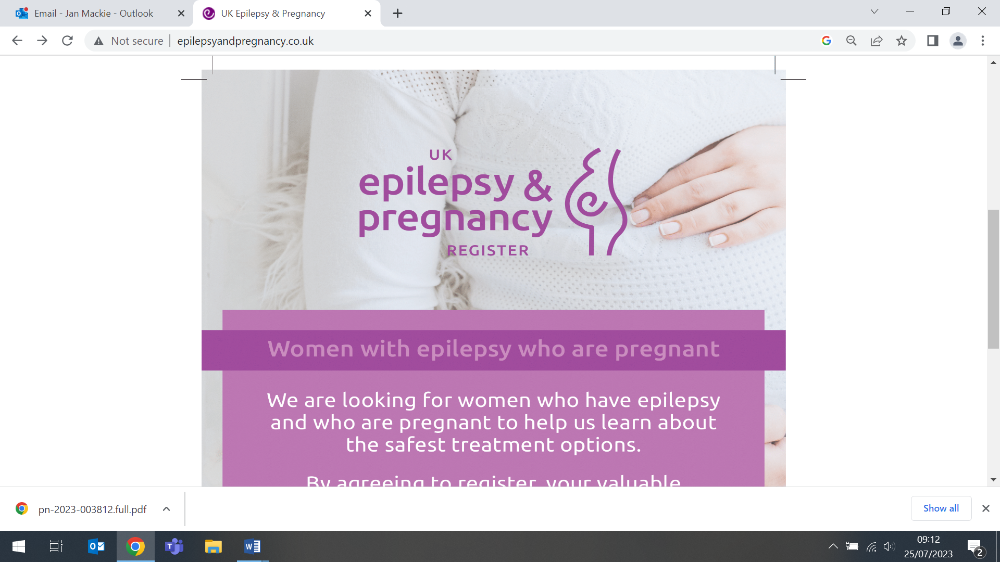 Email - Jan Mackie - Outlook
UK Epilepsy & Pregnancy
Not secure
epilepsyandpregnancy.co.uk
UK
epilepsy &
pregnancy
REGISTER
Women with epilepsy who are pregnant
We are looking for women who have epilepsy
and who are pregnant to help us learn about
the safest treatment options.
By agreeing to register, your valuable
pn-2023-003812.full.pdf
Show all
09:12
25/07/2023
2